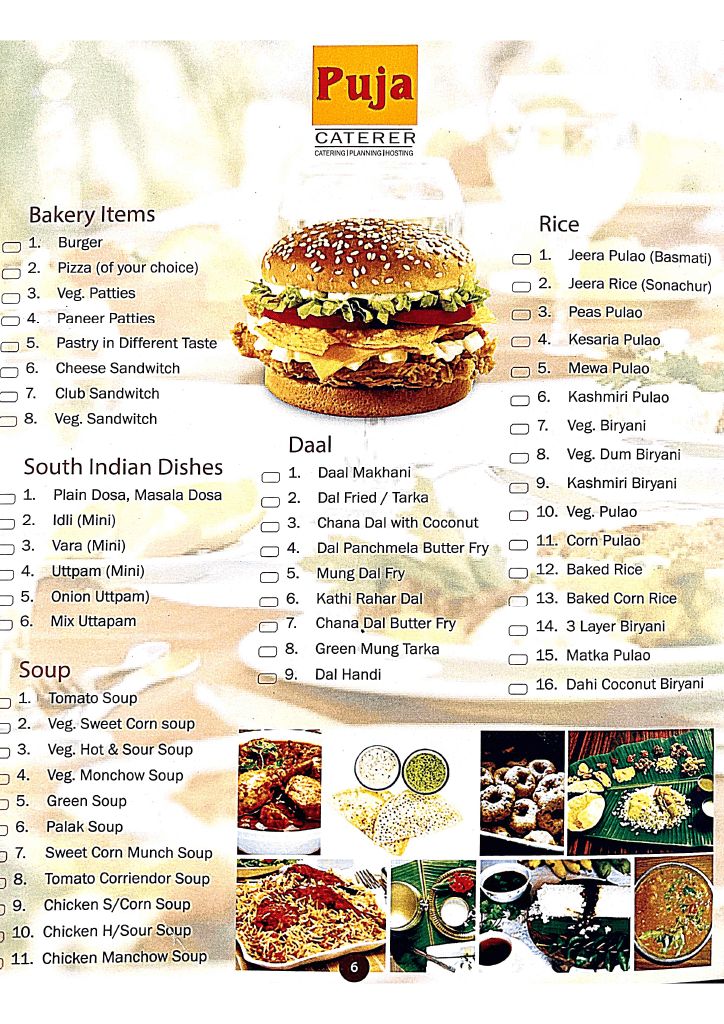 Puja
CATERER
CATERING|PLANNING|HOSTING
Bakery Items
1. Burger
2. Pizza (of your choice)
3. Veg. Patties
4. Paneer Patties
5. Pastry in Different Taste
6. Cheese Sandwitch
7. Club Sandwitch
8. Veg. Sandwitch
South Indian Dishes
1. Plain Dosa, Masala Dosa
2. Idli (Mini)
3. Vara (Mini)
4. Uttpam (Mini)
5. Onion Uttpam)
6. Mix Uttapam
Soup
1. Tomato Soup
2. Veg. Sweet Corn soup
3. Veg. Hot & Sour Soup
4. Veg. Monchow Soup
5. Green Soup
6. Palak Soup
7. Sweet Corn Munch Soup
8. Tomato Corriendor Soup
9. Chicken S/Corn Soup
10. Chicken H/Sour Soup
11. Chicken Manchow Soup
Daal
1. Daal Makhani
2. Dal Fried / Tarka
3. Chana Dal with Coconut
4. Dal Panchmela Butter Fry
5. Mung Dal Fry
6. Kathi Rahar Dal
7. Chana Dal Butter Fry
8. Green Mung Tarka
9. Dal Handi
Rice
1. Jeera Pulao (Basmati)
2. Jeera Rice (Sonachur)
3. Peas Pulao
4. Kesaria Pulao
5. Mewa Pulao
6. Kashmiri Pulao
7. Veg. Biryani
8. Veg. Dum Biryani
9. Kashmiri Biryani
10. Veg. Pulao
11. Corn Pulao
12. Baked Rice
13. Baked Corn Rice
14. 3 Layer Biryani
15. Matka Pulao
16. Dahi Coconut Biryani
6